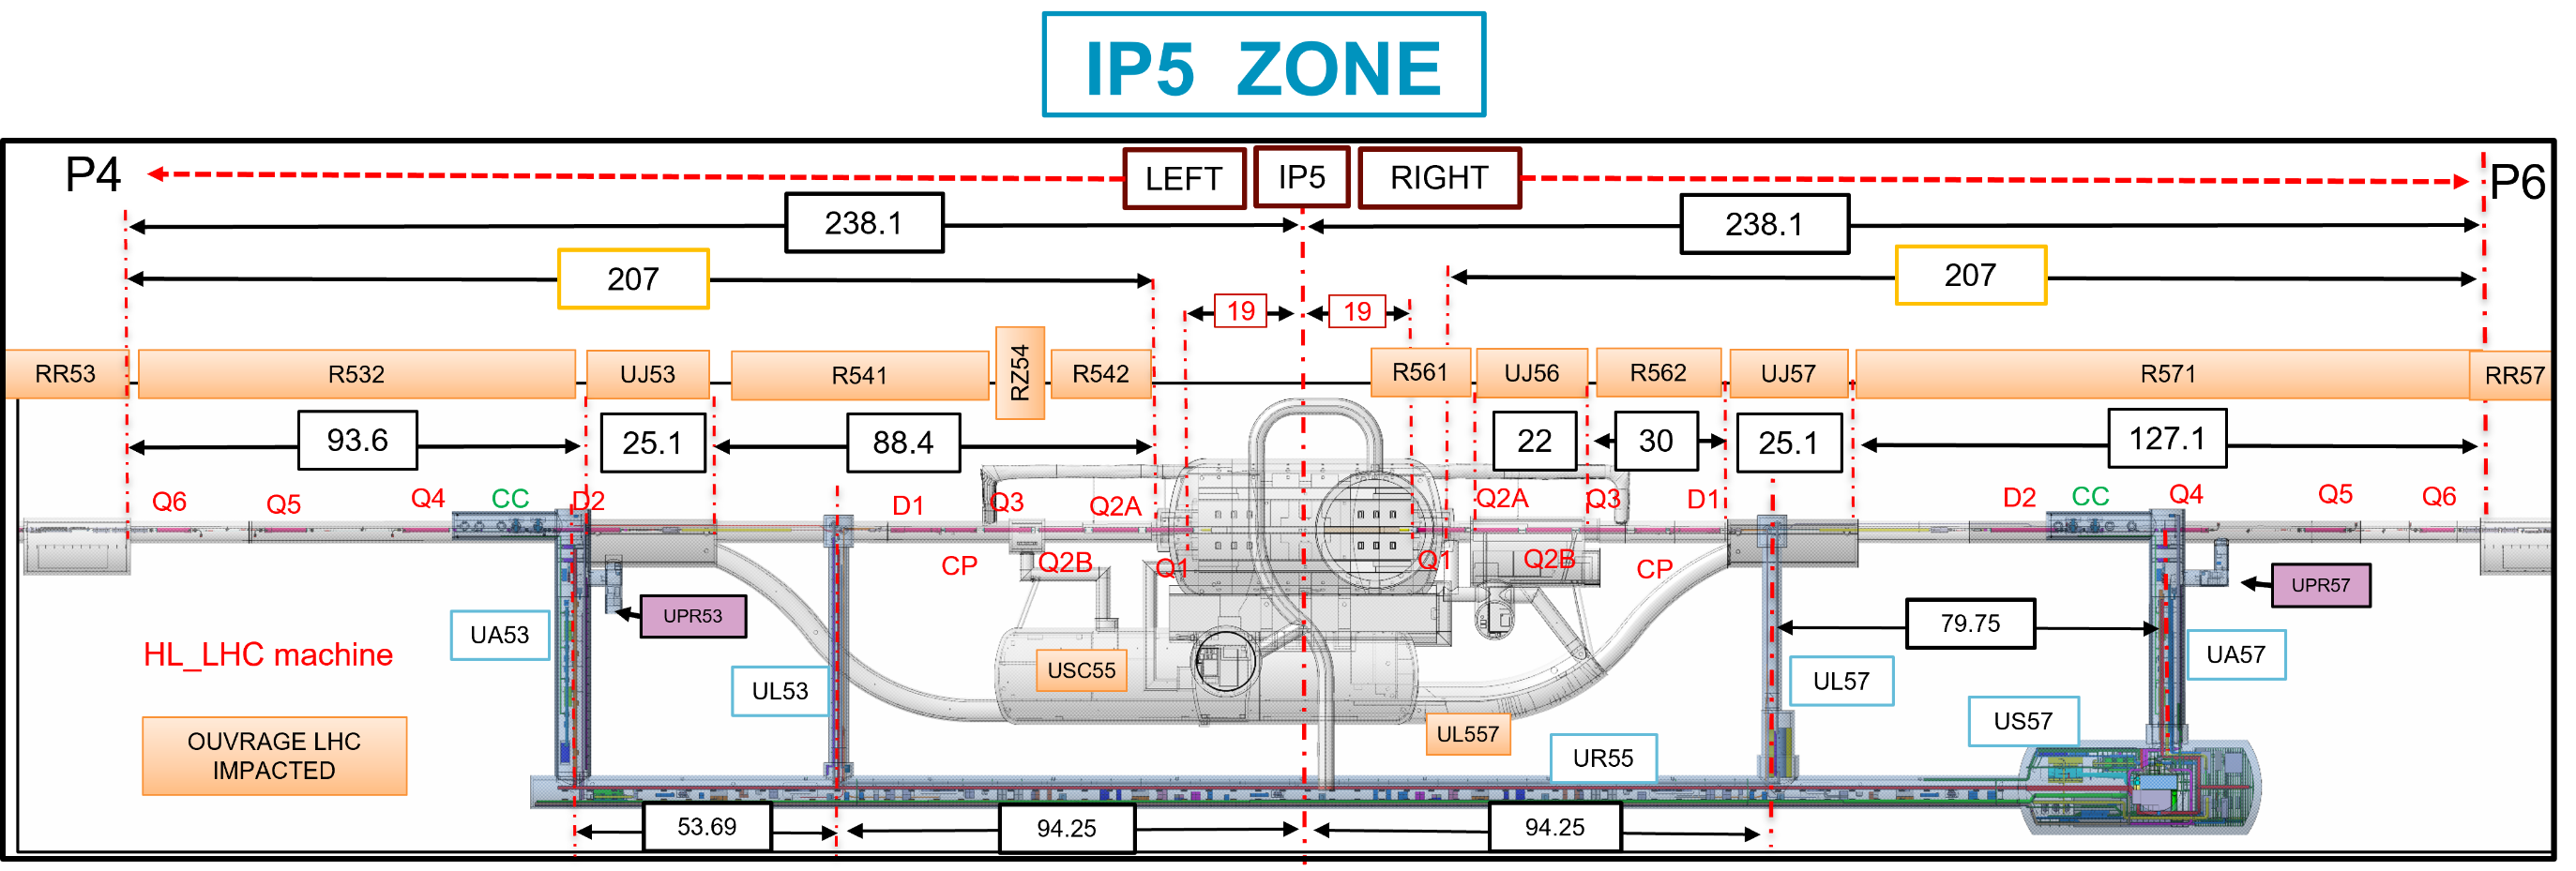 IP5 ZONE
P4
LEFT
IP5
RIGHT
P6
238.1
238.1
207
207
19
19
RR53
R532
UJ53
R541
RZ54
R542
R561
UJ56
R562
UJ57
R571
RR57
93.6
25.1
88.4
22
30
25.1
127.1
Q6
Q5
Q4
CC
D2
D1
Q3
Q2A
Q2A
Q3
D1
D2
CC
Q4
Q5
Q6
CP
Q2B
Q1
Q1
Q2B
CP
UPR53
UPR57
UA53
79.75
HL_LHC machine
UA57
USC55
UL53
UL57
US57
OUVRAGE LHC
IMPACTED
UL557
UR55
53.69
94.25
94.25